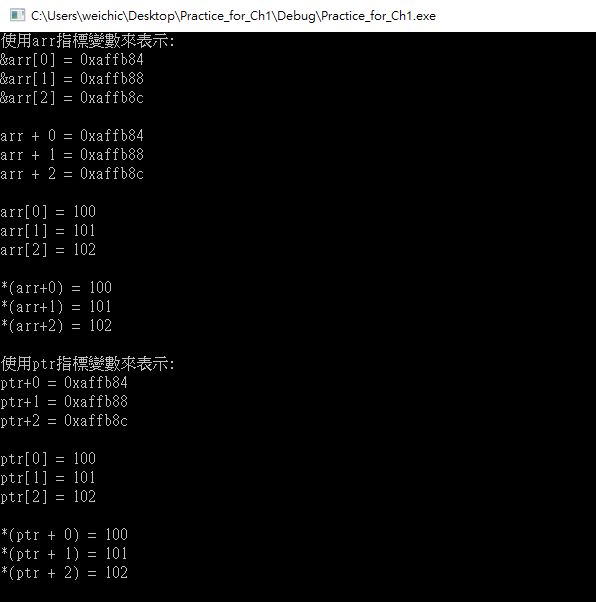 C:\Users\weichic\Desktop\Practice_for_Ch1\Debug\Practice_for_Ch1.exe
使用arr指標變數來表示:
&arr[0] = 0xaffb84
&arr[1] = 0xaffb88
&arr[2] = 0xaffb8c
arr + 0 = 0xaffb84
arr + 1 = 0xaffb88
arr + 2 = 0xaffb8c
arr[0] = 100
arr[1] = 101
arr[2] = 102
*(arr+0) = 100
*(arr+1) = 101
*(arr+2) = 102
使用ptr指標變數來表示:
ptr+0 = 0xaffb84
ptr+1 = 0xaffb88
ptr+2 = 0xaffb8c
ptr[0] = 100
ptr[1] = 101
ptr[2] = 102
*(ptr + 0) = 100
*(ptr + 1) = 101
*(ptr + 2) = 102